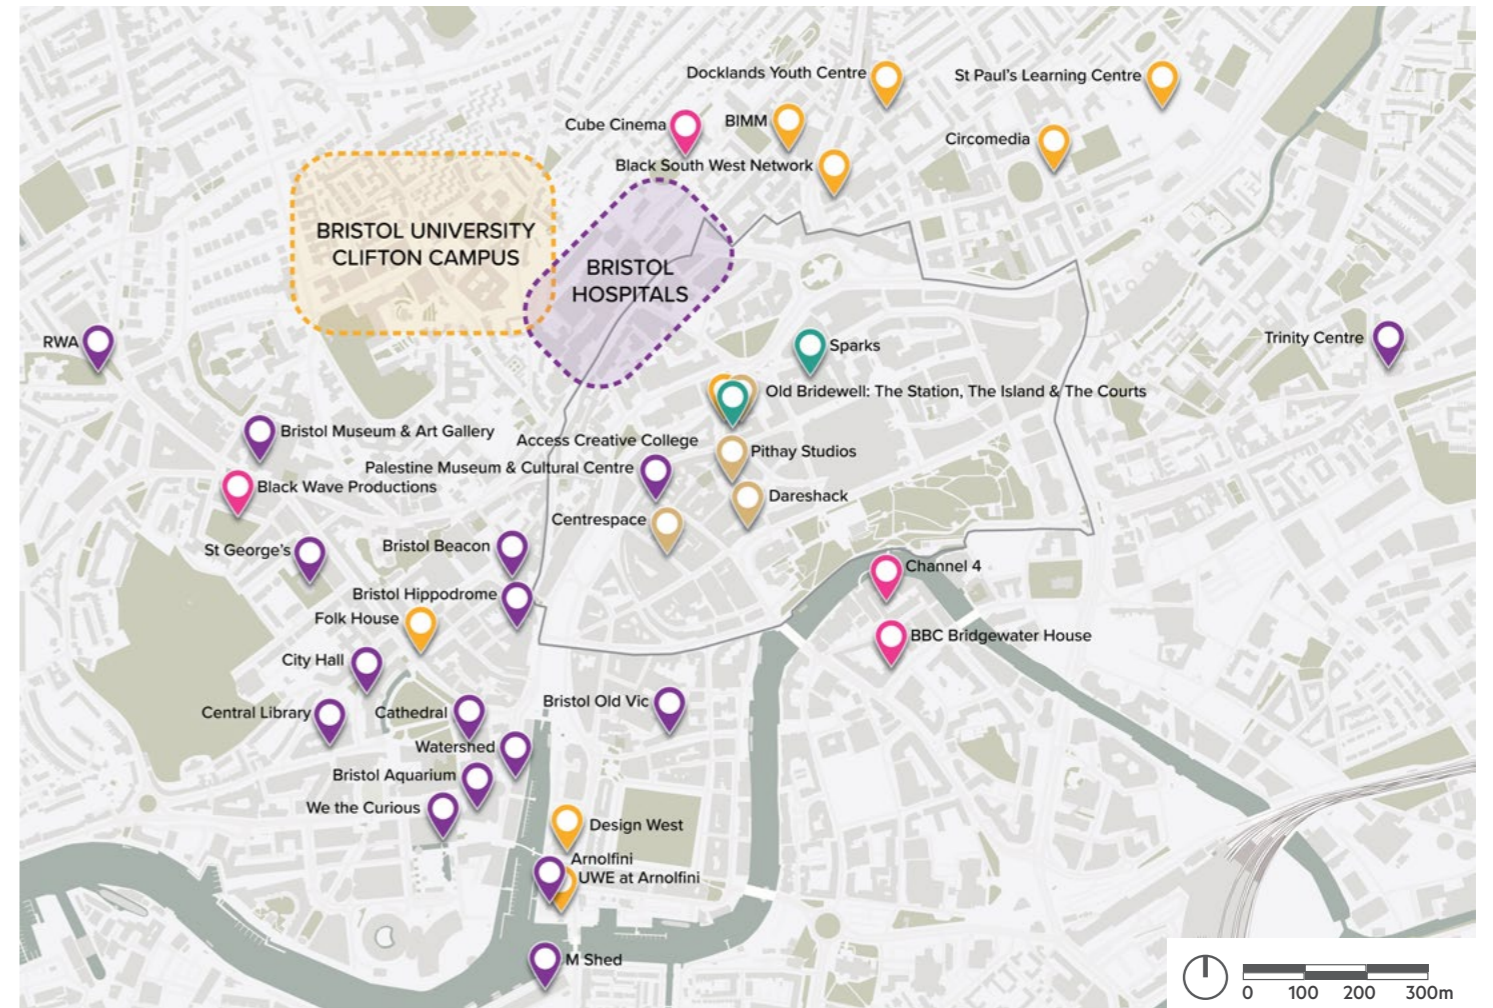 Docklands Youth Centre
St Paul's Learning Centre
Cube Cinema
BIMM
Circomedia
Black South West Network
BRISTOL UNIVERSITY
CLIFTON CAMPUS
BRISTOL
HOSPITALS
RWA
Sparks
Trinity Centre
Old Bridewell: The Station, The Island & The Courts
Bristol Museum & Art Gallery
Access Creative College
Pithay Studios
Palestine Museum & Cultural Centre
Black Wave Productions
Dareshack
Centrespace
St George's
Bristol Beacon
Channel 4
Bristol Hippodrome
Folk House
BBC Bridgewater House
City Hall
Bristol Old Vic
Central Library
Cathedral
Watershed
Bristol Aquarium
We the Curious
Design West
Arnolfini
UWE at Arnolfini
M Shed
0 100 200 300m